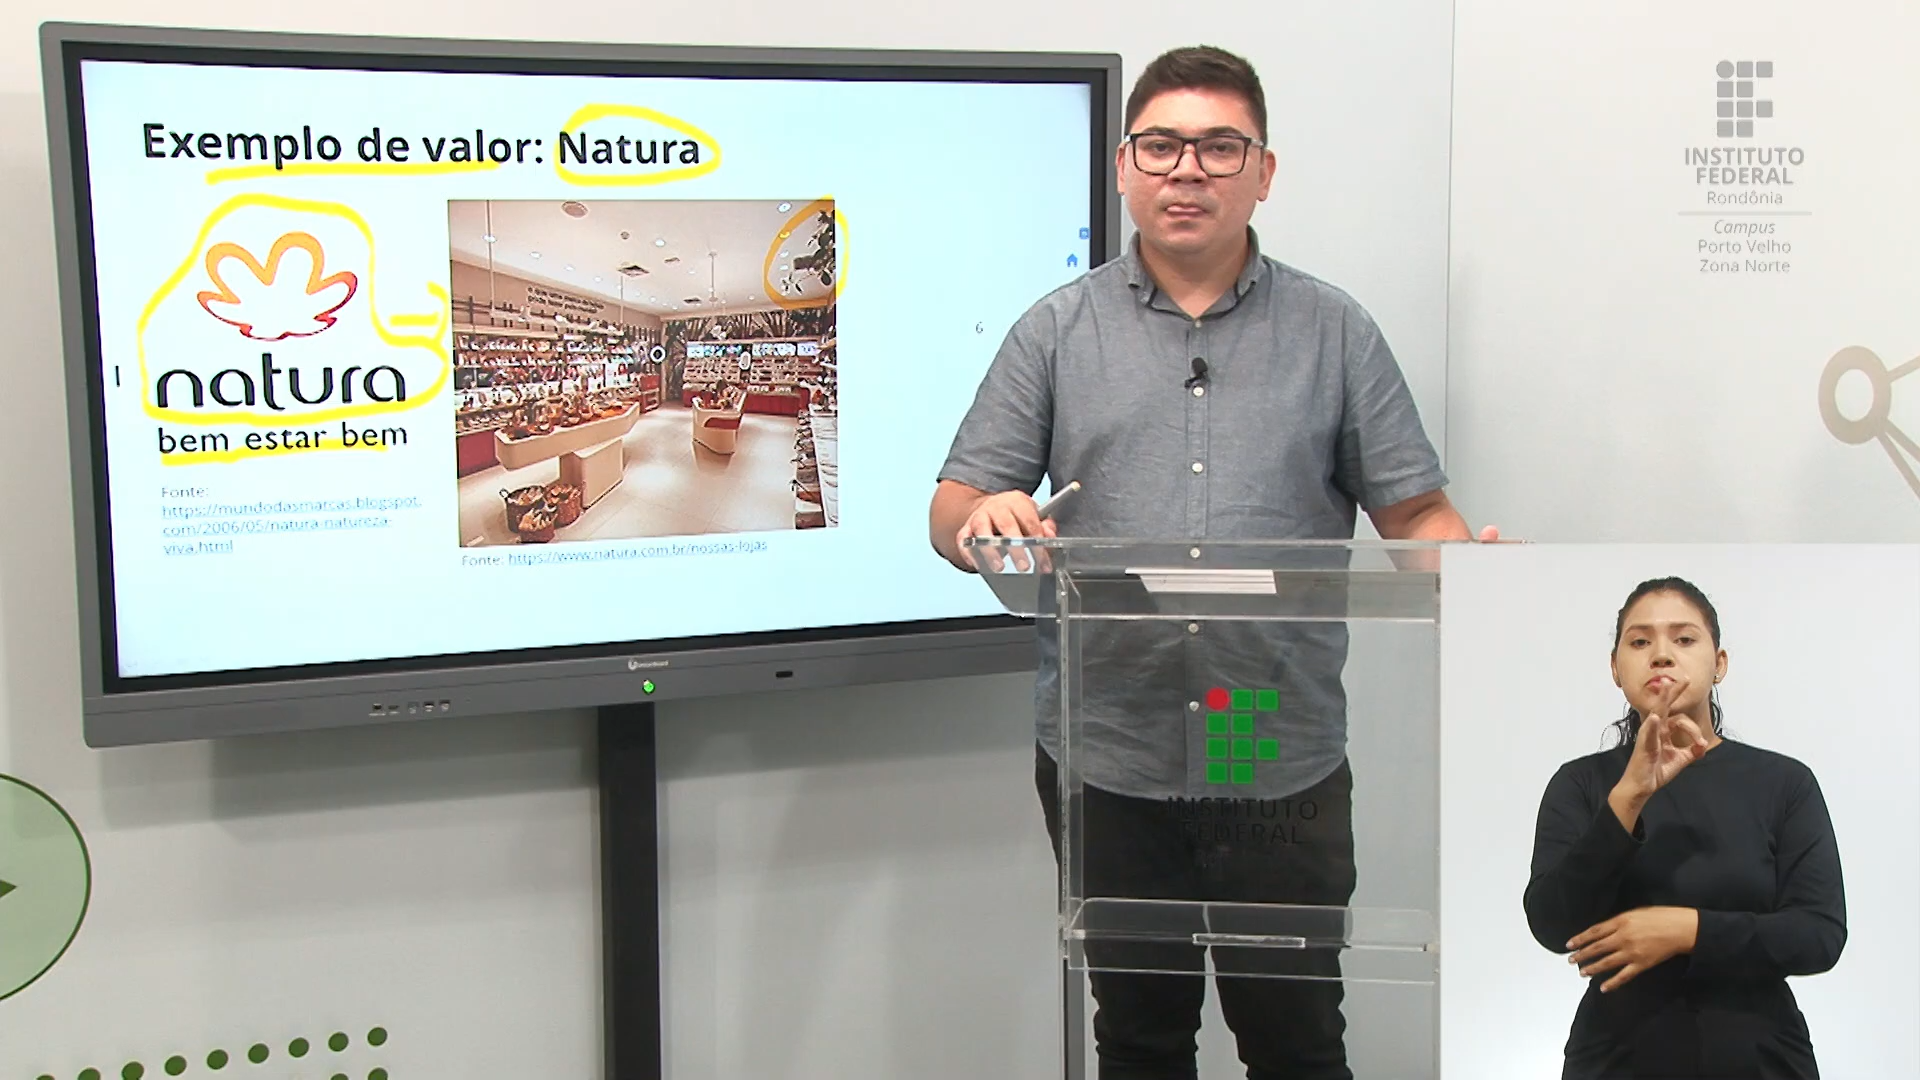 Exemplo de valor: Natura
natura
bem estar bem
Fonte:
https://mundodasmarcas.blogspot.
com/2006/05/natura-natureza-
viva.html
Fonte: https://www.natura.com.br/nossas-lojas
6
INSTITUTO
FEDERAL
Rondônia
Campus
Porto Velho
Zona Norte
INSTITUTO
FEDERAL